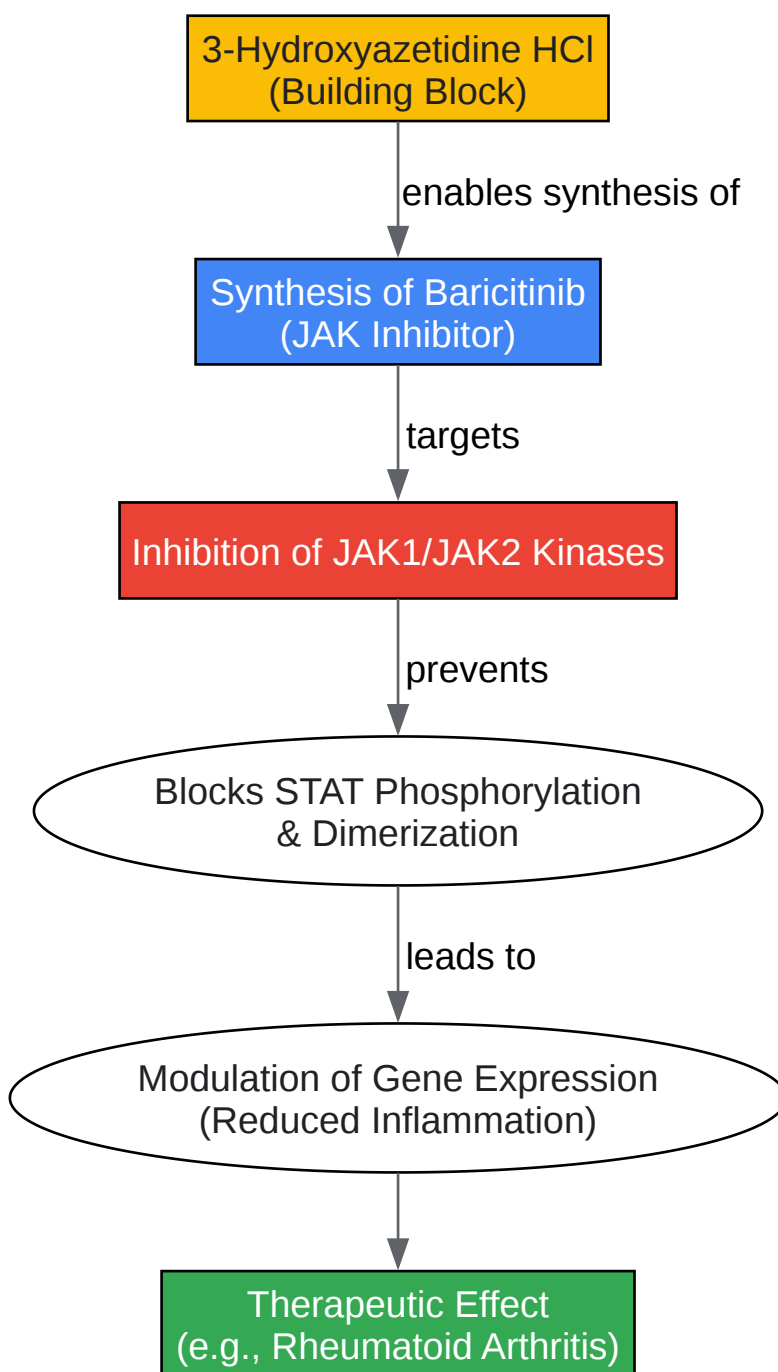 3-Hydroxyazetidine HCl
(Building Block)
enables synthesis of
Synthesis of Baricitinib
(JAK Inhibitor)
targets
Inhibition of JAK1/JAK2 Kinases
prevents
Blocks STAT Phosphorylation
& Dimerization
leads to
Modulation of Gene Expression
(Reduced Inflammation)
Therapeutic Effect
(e.g., Rheumatoid Arthritis)